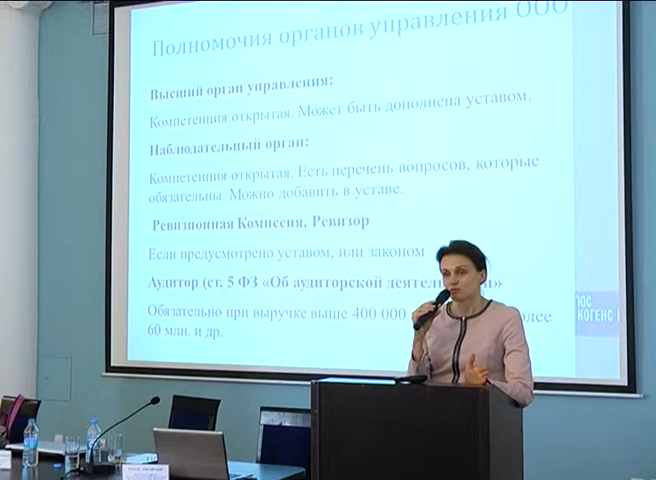 Полномочия органов управления ООО
Высший орган управления:
Компетенция открытая. Может быть дополнена уставом.
Наблюдательный орган:
Компетенция открытая. Есть перечень вопросов, которые
обязательны. Можно добавить в уставе.
Ревизионная Комиссия, Ревизор
Если предусмотрено уставом, или законом
Аудитор (ст. 5 ФЗ «Об аудиторской
Обязательно при выручке выше 400 000
60 млн. и др.